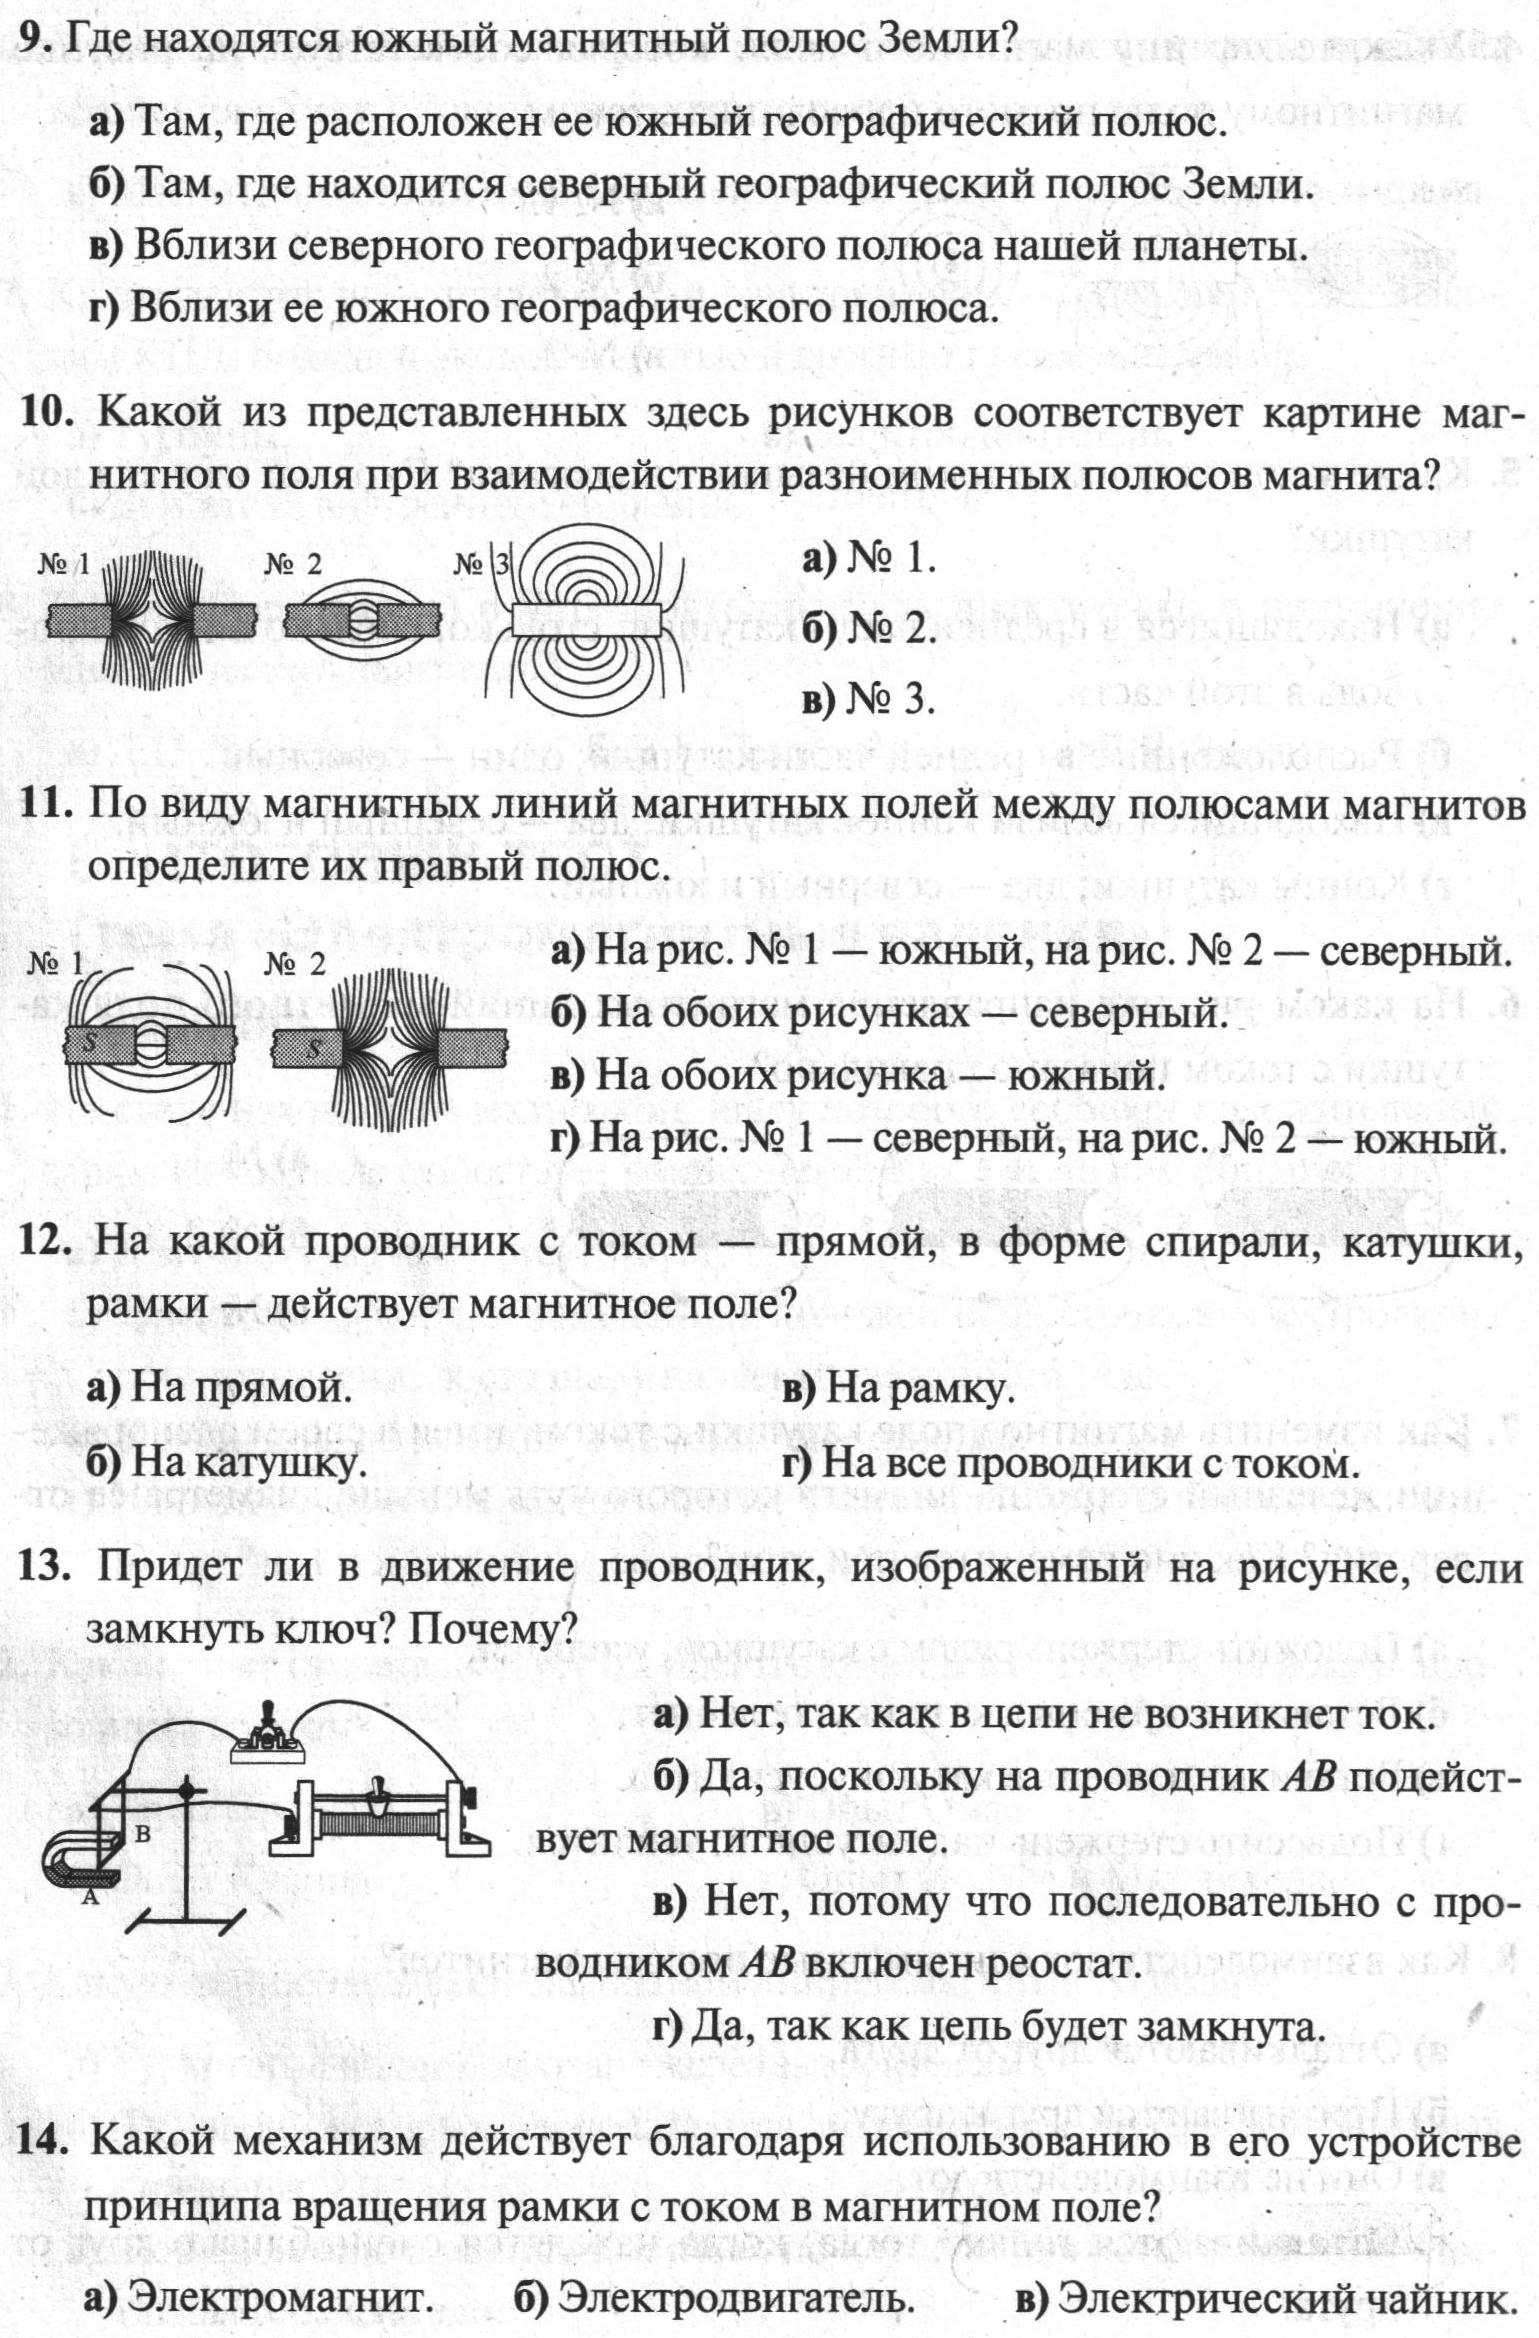 9. Где находятся южный магнитный полюс Земли?
а) Там, где расположен ее южный географический полюс.
б) Там, где находится северный географический полюс Земли.
в) Вблизи северного географического полюса нашей планеты.
г) Вблизи ее южного географического полюса.
10. Какой из представленных здесь рисунков соответствует картине маг-
нитного поля при взаимодействии разноименных полюсов магнита?
№ 1
№ 2
№ 3
а) № 1.
б) № 2.
в) № 3.
11. По виду магнитных линий магнитных полей между полюсами магнитов
определите их правый полюс.
№ 1
S
№ 2
S
а) На рис. № 1 — южный, на рис. № 2 — северный.
б) На обоих рисунках — северный.
в) На обоих рисунка — южный.
г) На рис. № 1 — северный, на рис. № 2 — южный.
12. На какой проводник с током — прямой, в форме спирали, катушки,
рамки — действует магнитное поле?
а) На прямой.
в) На рамку.
б) На катушку.
г) На все проводники с током.
13. Придет ли в движение проводник, изображенный на рисунке, если
замкнуть ключ? Почему?
B
A
а) Нет, так как в цепи не возникнет ток.
б) Да, поскольку на проводник AB подейст-
вует магнитное поле.
в) Нет, потому что последовательно с про-
водником AB включен реостат.
г) Да, так как цепь будет замкнута.
14. Какой механизм действует благодаря использованию в его устройстве
принципа вращения рамки с током в магнитном поле?
а) Электромагнит.
б) Электродвигатель.
в) Электрический чайник.